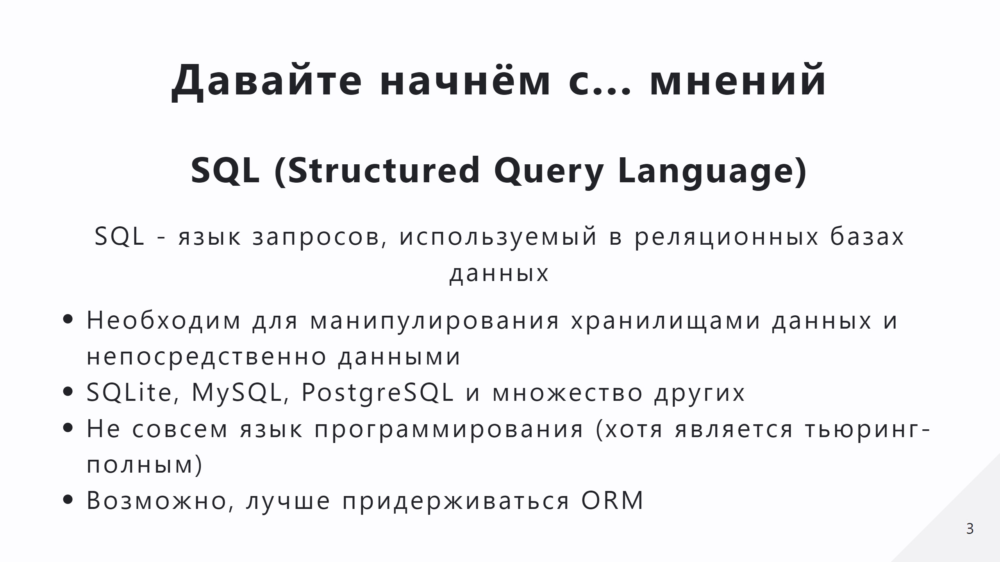 Давайте начнём с... мнений
SQL (Structured Query Language)
SQL - язык запросов, используемый в реляционных базах
данных
• Необходим для манипулирования хранилищами данных и
непосредственно данными
• SQLite, MySQL, PostgreSQL и множество других
• Не совсем язык программирования (хотя является тьюринг-
полным)
• Возможно, лучше придерживаться ORM
3